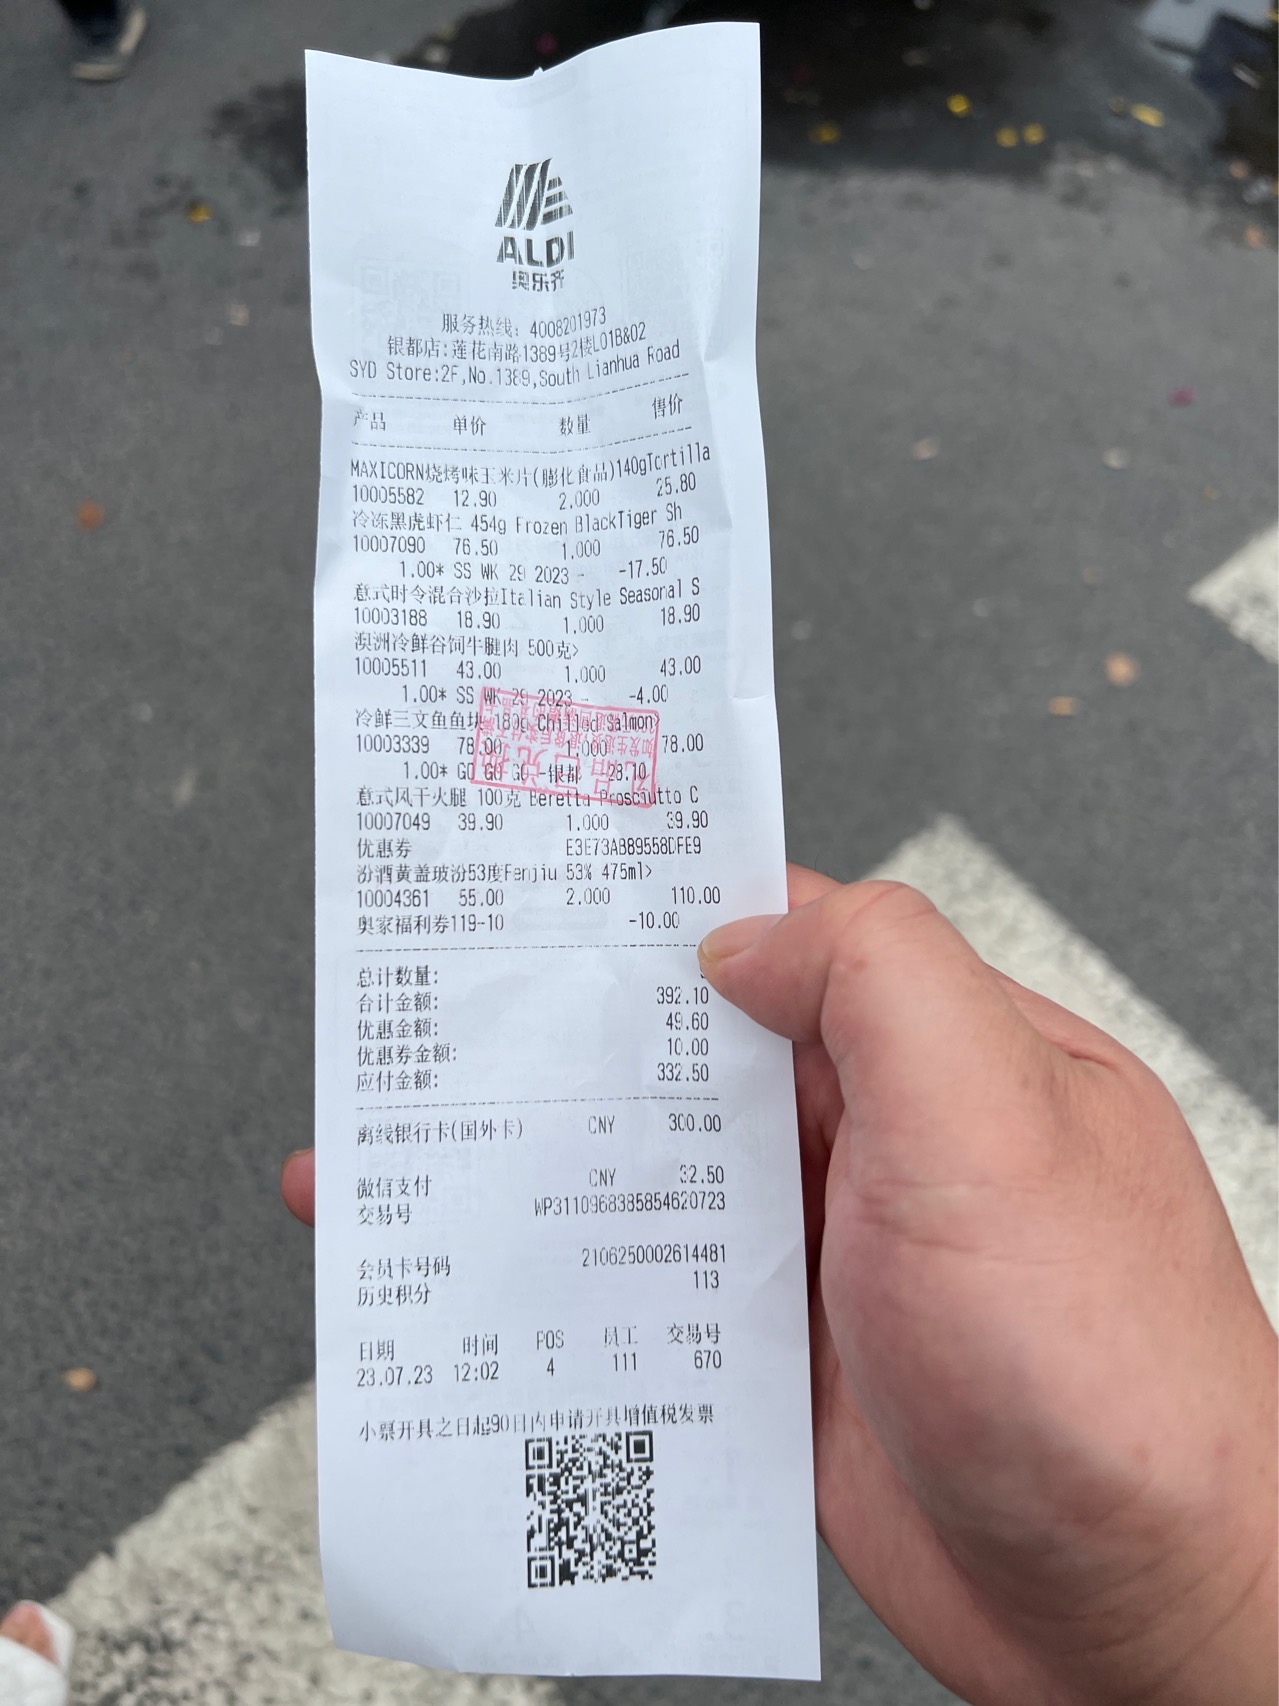 ALDI
奥乐齐
服务热线: 4008201973
银都店:莲花南路1389号2楼L01B&02
SYD Store:2F,No.1389,South Lianhua Road
产品 单价 数量 售价
MAXICORN烧烤味玉米片(膨化食品)140gTortilla
10005582 12.90 2.000 25.80
冷冻黑虎虾仁 454g Frozen BlackTiger Sh
10007090 76.50 1.000 76.50
1.00* SS WK 29 2023 - -17.50
意式时令混合沙拉Italian Style Seasonal S
10003188 18.90 1.000 18.90
澳洲冷鲜谷饲牛腱肉 500克>
10005511 43.00 1.000 43.00
1.00* SS WK 29 2023 - -4.00
冷鲜三文鱼鱼块 180g Chilled Salmon>
10003339 78.00 1.000 78.00
1.00* GO GO GO -银都 -28.10
意式风干火腿 100克 Beretta Prosciutto C
10007049 39.90 1.000 39.90
优惠券 E3E73AB89558DFE9
汾酒黄盖玻汾53度Fenjiu 53% 475ml>
10004361 55.00 2.000 110.00
奥家福利券119-10 -10.00
总计数量:
合计金额: 392.10
优惠金额: 49.60
优惠券金额: 10.00
应付金额: 332.50
离线银行卡(国外卡) CNY 300.00
微信支付 CNY 32.50
交易号 WP3110968385854620723
会员卡号码 2106250002614481
历史积分 113
日期 时间 POS 员工 交易号
23.07.23 12:02 4 111 670
小票开具之日起90日内申请开具增值税发票